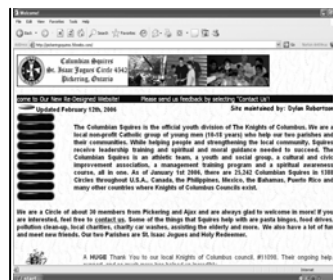 Welcome!
File Edit View Favorites Tools Help
Columbian Squires
St. Isaac Jogues Circle 4342
Pickering, Ontario
come to Our New Re-Designed Website! Please send us feedback by selecting "Contact Us"!
Updated February 12th, 2006 Site maintained by: Dylan Robertson
The Columbian Squires is the official youth division of The Knights of Columbus. We are a
local non-profit Catholic group of young men (10-18 years) who help our two parishes and
their communities. While helping people and strengthening the local community, Squires
receive leadership training and spiritual and moral guidance needed to succeed. The
Columbian Squires is an athletic team, a youth and social group, a cultural and civic
improvement association, a management training program and a spiritual awareness
course, all in one. As of January 1st 2006, there are 25,262 Columbian Squires in 1388
Circles throughout U.S.A., Canada, the Philippines, Mexico, the Bahamas, Puerto Rico and
many other countries where Knights of Columbus Councils exist.
We are a Circle of about 30 members from Pickering and Ajax and are always glad to welcome in more! If you
are interested, feel free to contact us. Some of the things that Squires help with are pasta binges, food drives,
pollution clean-up, local charities, charity car washes, assisting the elderly and more. We also have a lot of fun
and meet new friends. Our two Parishes are St. Isaac Jogues and Holy Redeemer.
A HUGE Thank You to our local Knights of Columbus council, #11098. Their ongoing help,
start